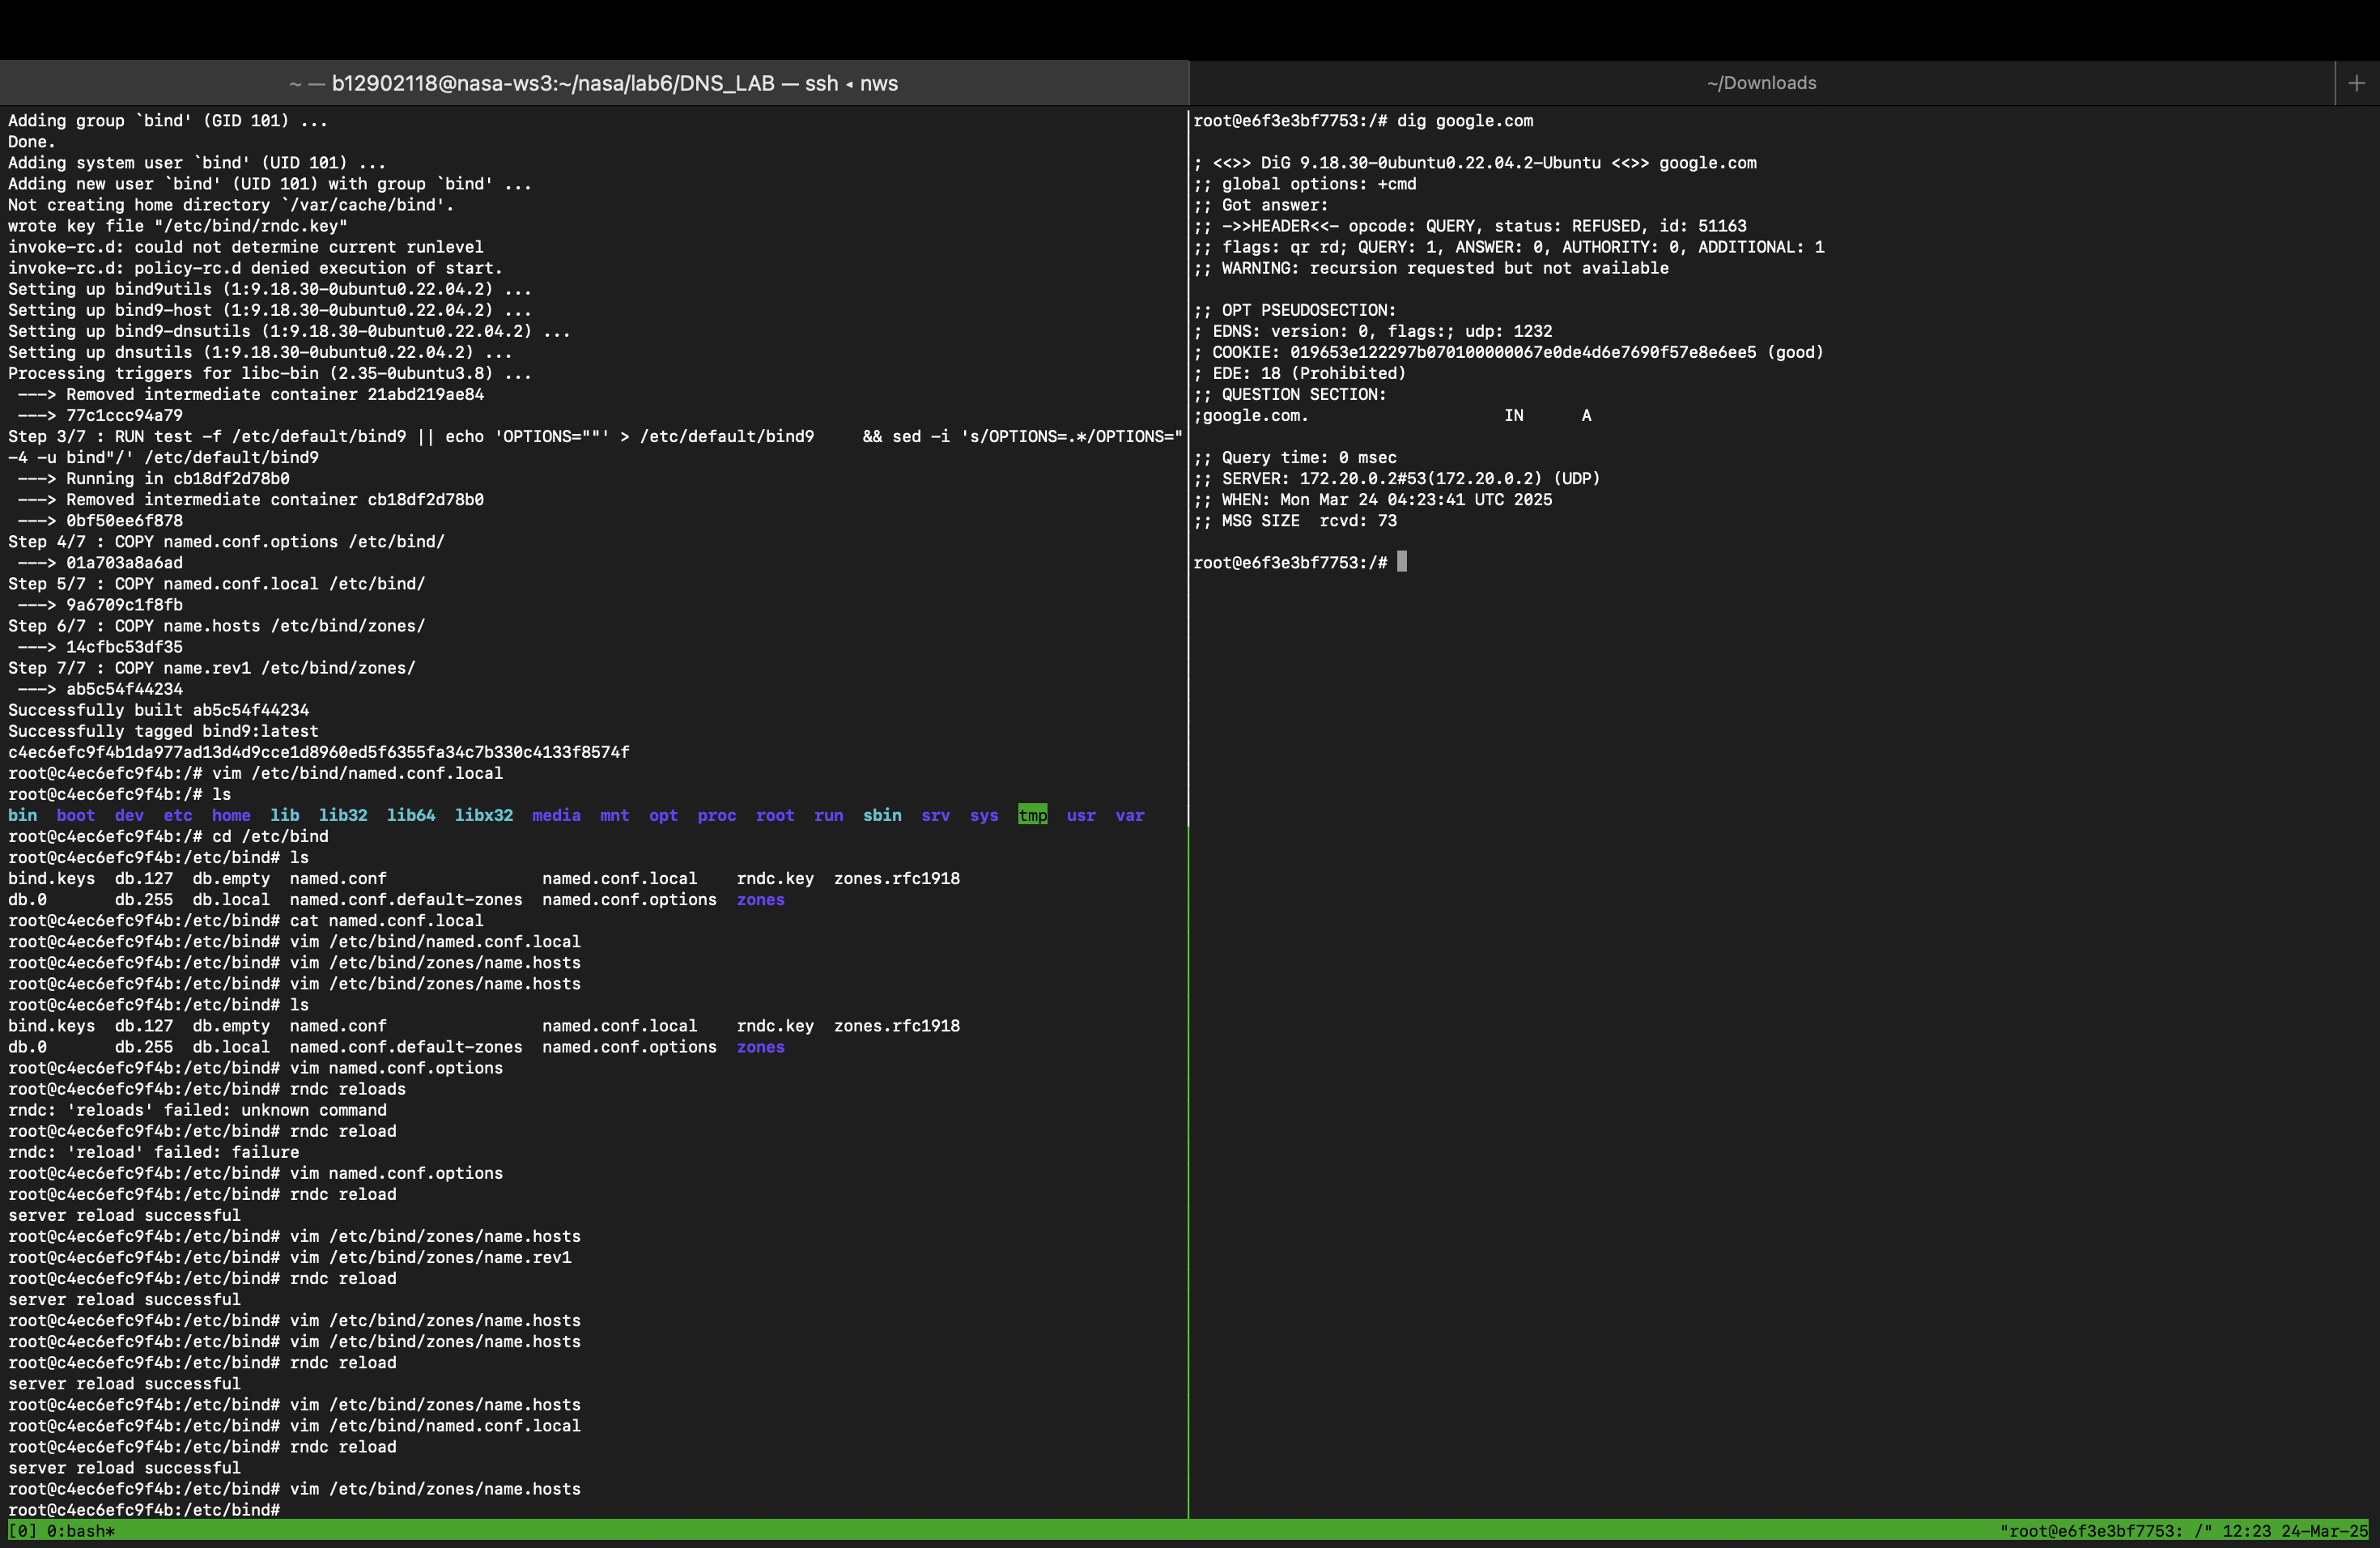 ~ — b12902118@nasa-ws3:~/nasa/lab6/DNS_LAB — ssh ◂ nws
~/Downloads
+
Adding group `bind' (GID 101) ...
Done.
Adding system user `bind' (UID 101) ...
Adding new user `bind' (UID 101) with group `bind' ...
Not creating home directory `/var/cache/bind'.
wrote key file "/etc/bind/rndc.key"
invoke-rc.d: could not determine current runlevel
invoke-rc.d: policy-rc.d denied execution of start.
Setting up bind9utils (1:9.18.30-0ubuntu0.22.04.2) ...
Setting up bind9-host (1:9.18.30-0ubuntu0.22.04.2) ...
Setting up bind9-dnsutils (1:9.18.30-0ubuntu0.22.04.2) ...
Setting up dnsutils (1:9.18.30-0ubuntu0.22.04.2) ...
Processing triggers for libc-bin (2.35-0ubuntu3.8) ...
 ---> Removed intermediate container 21abd219ae84
 ---> 77c1ccc94a79
Step 3/7 : RUN test -f /etc/default/bind9 || echo 'OPTIONS=""' > /etc/default/bind9     && sed -i 's/OPTIONS=.*/OPTIONS="
-4 -u bind"/' /etc/default/bind9
 ---> Running in cb18df2d78b0
 ---> Removed intermediate container cb18df2d78b0
 ---> 0bf50ee6f878
Step 4/7 : COPY named.conf.options /etc/bind/
 ---> 01a703a8a6ad
Step 5/7 : COPY named.conf.local /etc/bind/
 ---> 9a6709c1f8fb
Step 6/7 : COPY name.hosts /etc/bind/zones/
 ---> 14cfbc53df35
Step 7/7 : COPY name.rev1 /etc/bind/zones/
 ---> ab5c54f44234
Successfully built ab5c54f44234
Successfully tagged bind9:latest
c4ec6efc9f4b1da977ad13d4d9cce1d8960ed5f6355fa34c7b330c4133f8574f
root@c4ec6efc9f4b:/# vim /etc/bind/named.conf.local
root@c4ec6efc9f4b:/# ls
bin  boot  dev  etc  home  lib  lib32  lib64  libx32  media  mnt  opt  proc  root  run  sbin  srv  sys  tmp  usr  var
root@c4ec6efc9f4b:/# cd /etc/bind
root@c4ec6efc9f4b:/etc/bind# ls
bind.keys  db.127  db.empty  named.conf                named.conf.local    rndc.key  zones.rfc1918
db.0       db.255  db.local  named.conf.default-zones  named.conf.options  zones
root@c4ec6efc9f4b:/etc/bind# cat named.conf.local
root@c4ec6efc9f4b:/etc/bind# vim /etc/bind/named.conf.local
root@c4ec6efc9f4b:/etc/bind# vim /etc/bind/zones/name.hosts
root@c4ec6efc9f4b:/etc/bind# vim /etc/bind/zones/name.hosts
root@c4ec6efc9f4b:/etc/bind# ls
bind.keys  db.127  db.empty  named.conf                named.conf.local    rndc.key  zones.rfc1918
db.0       db.255  db.local  named.conf.default-zones  named.conf.options  zones
root@c4ec6efc9f4b:/etc/bind# vim named.conf.options
root@c4ec6efc9f4b:/etc/bind# rndc reloads
rndc: 'reloads' failed: unknown command
root@c4ec6efc9f4b:/etc/bind# rndc reload
rndc: 'reload' failed: failure
root@c4ec6efc9f4b:/etc/bind# vim named.conf.options
root@c4ec6efc9f4b:/etc/bind# rndc reload
server reload successful
root@c4ec6efc9f4b:/etc/bind# vim /etc/bind/zones/name.hosts
root@c4ec6efc9f4b:/etc/bind# vim /etc/bind/zones/name.rev1
root@c4ec6efc9f4b:/etc/bind# rndc reload
server reload successful
root@c4ec6efc9f4b:/etc/bind# vim /etc/bind/zones/name.hosts
root@c4ec6efc9f4b:/etc/bind# vim /etc/bind/zones/name.hosts
root@c4ec6efc9f4b:/etc/bind# rndc reload
server reload successful
root@c4ec6efc9f4b:/etc/bind# vim /etc/bind/zones/name.hosts
root@c4ec6efc9f4b:/etc/bind# vim /etc/bind/named.conf.local
root@c4ec6efc9f4b:/etc/bind# rndc reload
server reload successful
root@c4ec6efc9f4b:/etc/bind# vim /etc/bind/zones/name.hosts
root@c4ec6efc9f4b:/etc/bind#
root@e6f3e3bf7753:/# dig google.com
; <<>> DiG 9.18.30-0ubuntu0.22.04.2-Ubuntu <<>> google.com
;; global options: +cmd
;; Got answer:
;; ->>HEADER<<- opcode: QUERY, status: REFUSED, id: 51163
;; flags: qr rd; QUERY: 1, ANSWER: 0, AUTHORITY: 0, ADDITIONAL: 1
;; WARNING: recursion requested but not available
;; OPT PSEUDOSECTION:
; EDNS: version: 0, flags:; udp: 1232
; COOKIE: 019653e122297b070100000067e0de4d6e7690f57e8e6ee5 (good)
; EDE: 18 (Prohibited)
;; QUESTION SECTION:
;google.com.                    IN      A
;; Query time: 0 msec
;; SERVER: 172.20.0.2#53(172.20.0.2) (UDP)
;; WHEN: Mon Mar 24 04:23:41 UTC 2025
;; MSG SIZE  rcvd: 73
root@e6f3e3bf7753:/#
[0] 0:bash*
"root@e6f3e3bf7753: /" 12:23 24-Mar-25